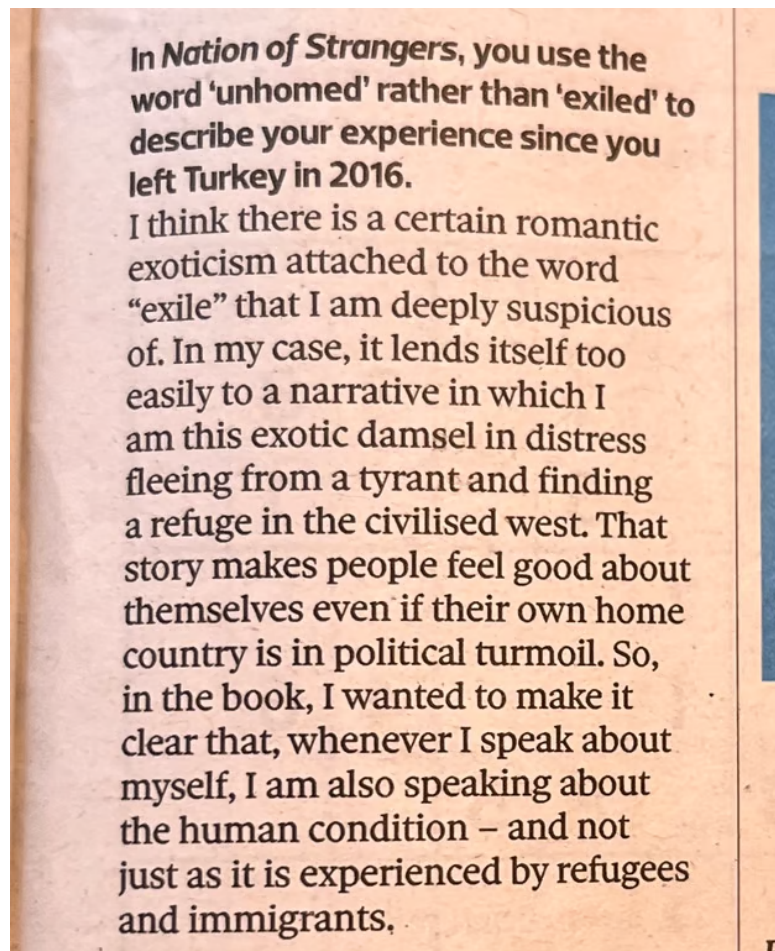 In Nation of Strangers, you use the
word ‘unhomed’ rather than ‘exiled’ to
describe your experience since you
left Turkey in 2016.
I think there is a certain romantic
exoticism attached to the word
“exile” that I am deeply suspicious
of. In my case, it lends itself too
easily to a narrative in which I
am this exotic damsel in distress
fleeing from a tyrant and finding
a refuge in the civilised west. That
story makes people feel good about
themselves even if their own home
country is in political turmoil. So,
in the book, I wanted to make it
clear that, whenever I speak about
myself, I am also speaking about
the human condition – and not
just as it is experienced by refugees
and immigrants.